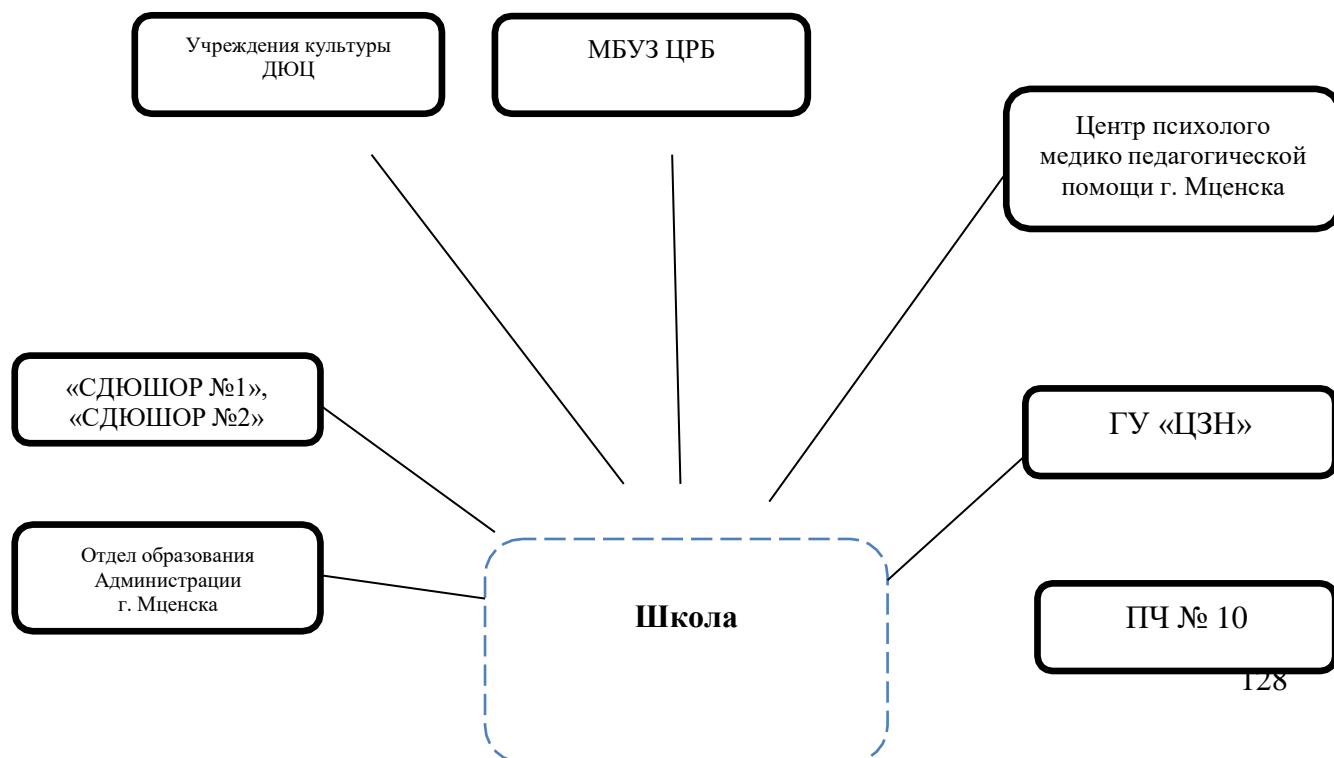 Учреждения культуры
ДЮЦ
МБУЗ ЦРБ
Центр психолого
медико педагогической
помощи г. Мценска
«СДЮШОР №1»,
«СДЮШОР №2»
ГУ «ЦЗН»
Отдел образования
Администрации
г. Мценска
Школа
ПЧ № 10
128